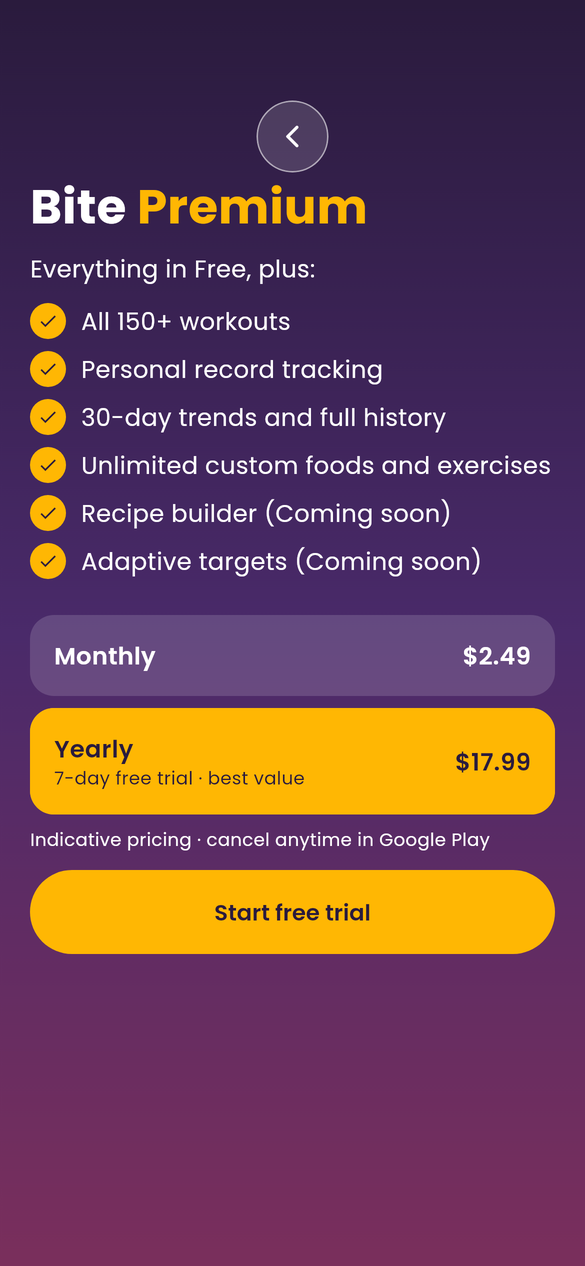 Bite Premium
Everything in Free, plus:
All 150+ workouts
Personal record tracking
30-day trends and full history
Unlimited custom foods and exercises
Recipe builder (Coming soon)
Adaptive targets (Coming soon)
Monthly $2.49
Yearly
7-day free trial · best value
$17.99
Indicative pricing · cancel anytime in Google Play
Start free trial